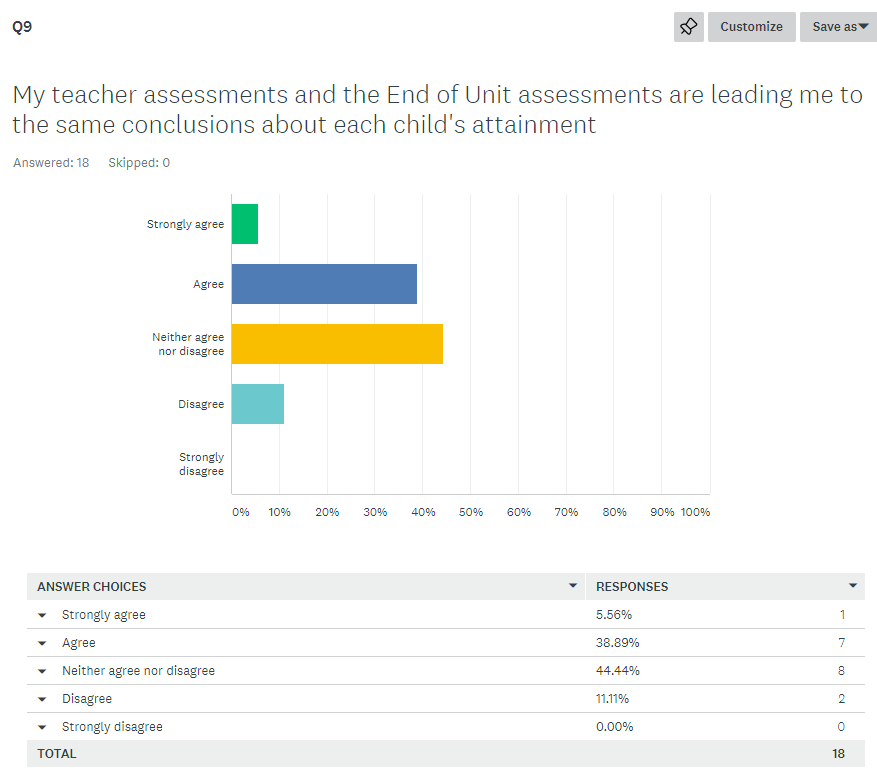 Q9
Customize
Save as
My teacher assessments and the End of Unit assessments are leading me to
the same conclusions about each child's attainment
Answered: 18 Skipped: 0
Strongly agree
Agree
Neither agree
nor disagree
Disagree
Strongly
disagree
0% 10% 20% 30% 40% 50% 60% 70% 80% 90% 100%
ANSWER CHOICES RESPONSES
Strongly agree 5.56% 1
Agree 38.89% 7
Neither agree nor disagree 44.44% 8
Disagree 11.11% 2
Strongly disagree 0.00% 0
TOTAL 18